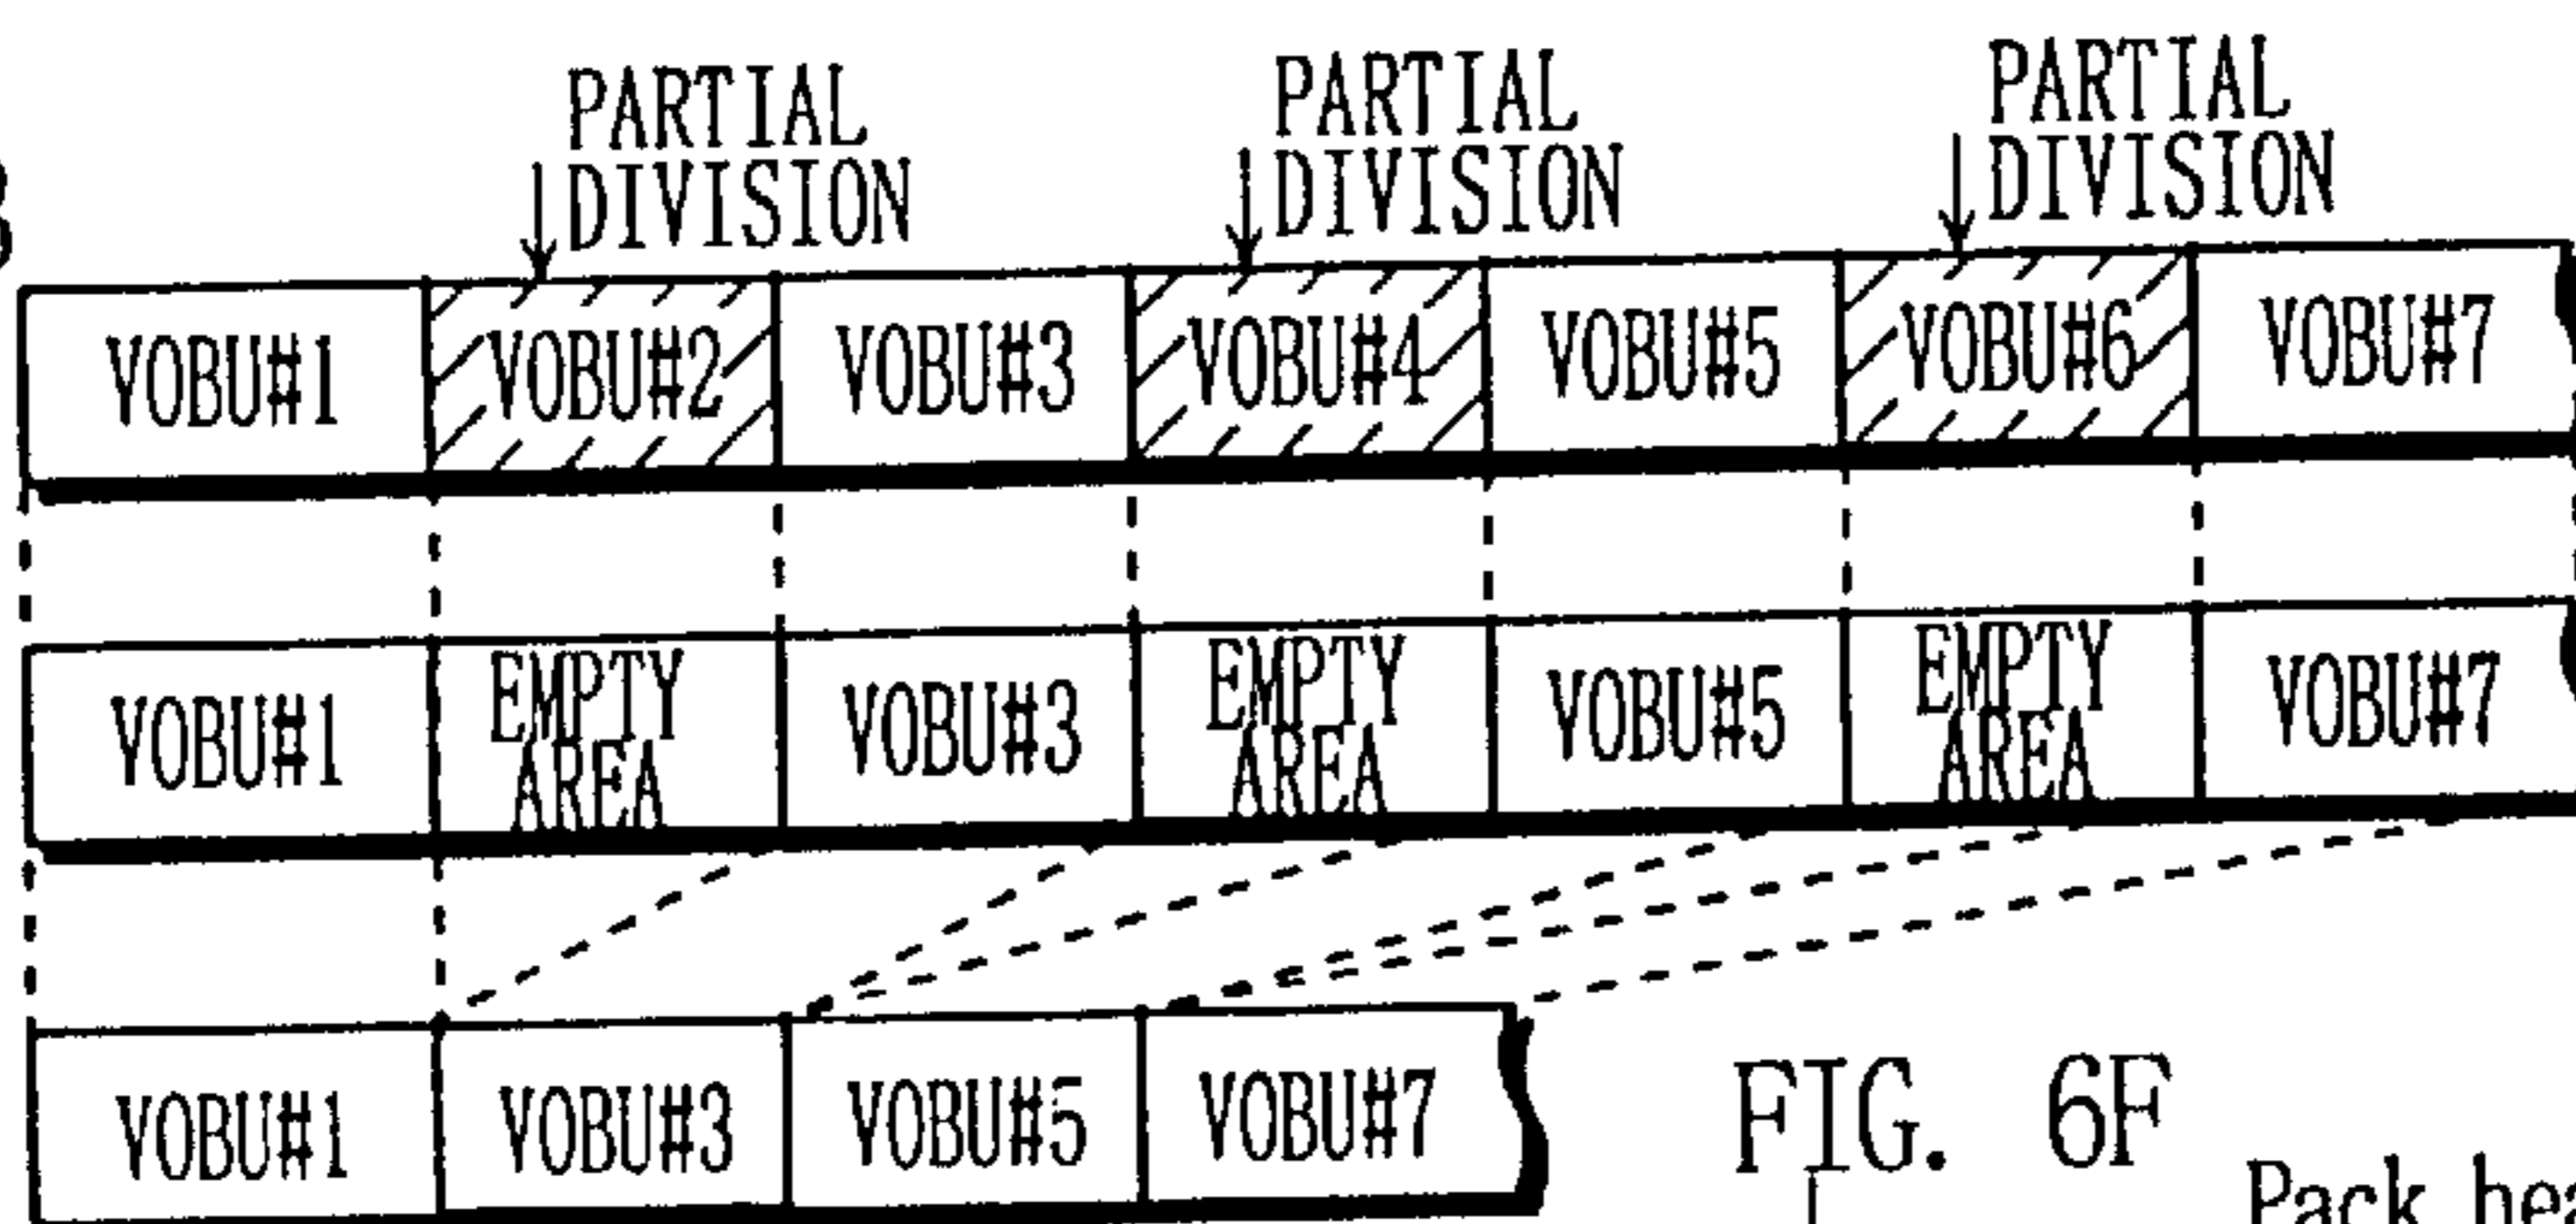 PARTIAL
DIVISION
PARTIAL
DIVISION
PARTIAL
DIVISION
VOBU#1 VOBU#2 VOBU#3 VOBU#4 VOBU#5 VOBU#6 VOBU#7
VOBU#1 EMPTY AREA VOBU#3 EMPTY AREA VOBU#5 EMPTY AREA VOBU#7
VOBU#1 VOBU#3 VOBU#5 VOBU#7
FIG. 6F
Pack